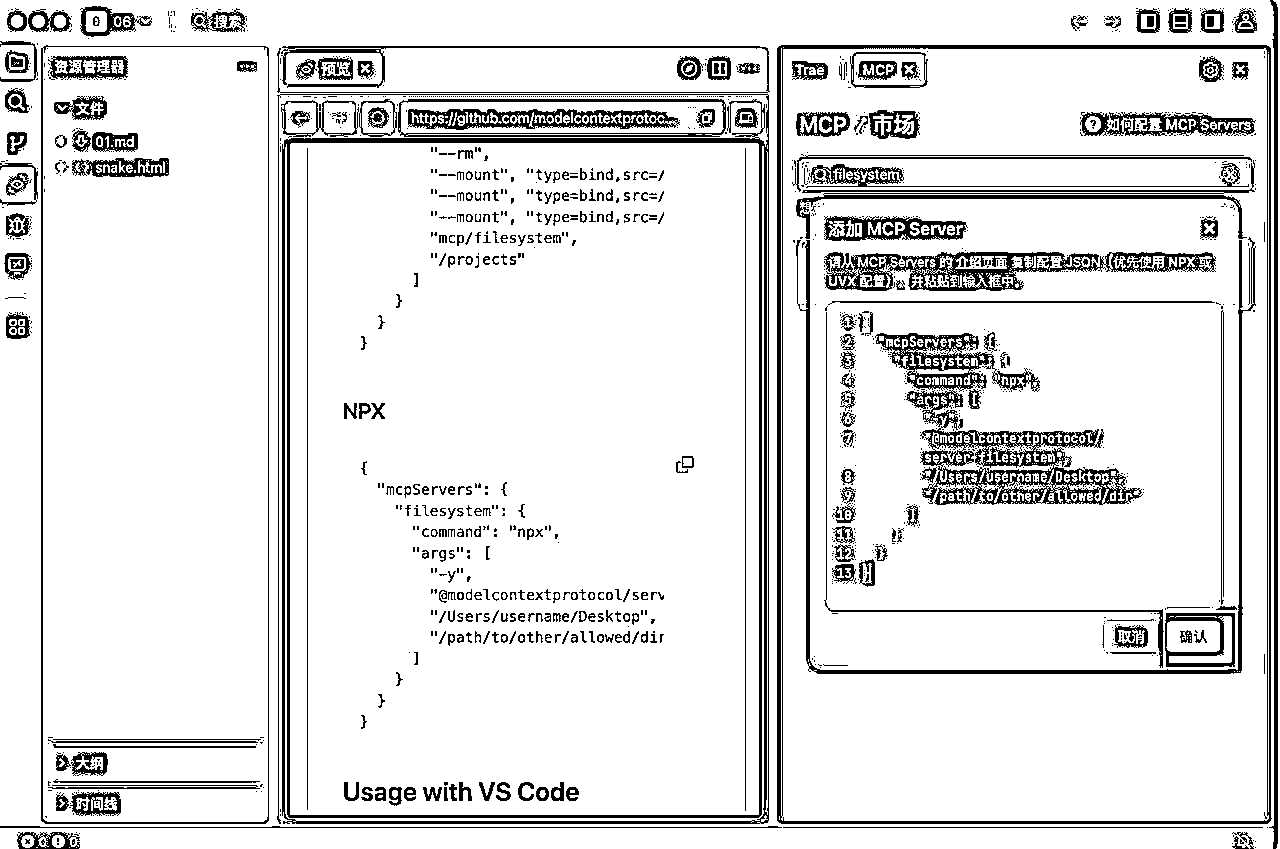 06
搜索
资源管理器
文件
01.md
snake.html
大纲
时间线
预览
https://github.com/modelcontextprotoc...
"--rm",
"--mount", "type=bind,src=/
"--mount", "type=bind,src=/
"--mount", "type=bind,src=/
"mcp/filesystem",
"/projects"
]
}
}
}
NPX
{
"mcpServers": {
"filesystem": {
"command": "npx",
"args": [
"-y",
"@modelcontextprotocol/serv
"/Users/username/Desktop",
"/path/to/other/allowed/dir
]
}
}
}
Usage with VS Code
Trae
MCP
MCP 市场
如何配置 MCP Servers
filesystem
添加 MCP Server
请从 MCP Servers 的 介绍页面 复制配置 JSON（优先使用 NPX 或
UVX 配置），并粘贴到输入框中。
1 {
2 "mcpServers": {
3 "filesystem": {
4 "command": "npx",
5 "args": [
6 "-y",
7 "@modelcontextprotocol/
server-filesystem",
8 "/Users/username/Desktop",
9 "/path/to/other/allowed/dir"
10 ]
11 }
12 }
13 }
取消
确认